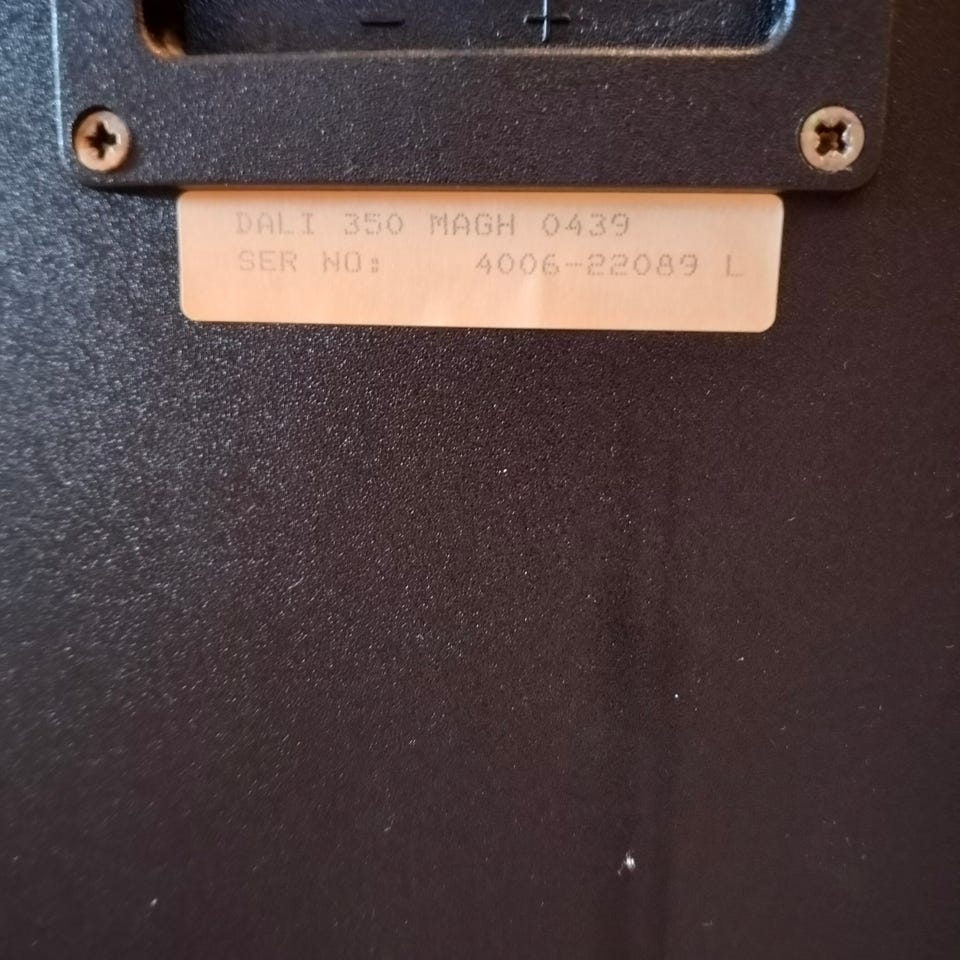 - +
DALI 350 MAGH 0439
SER NO: 4006-22089 L